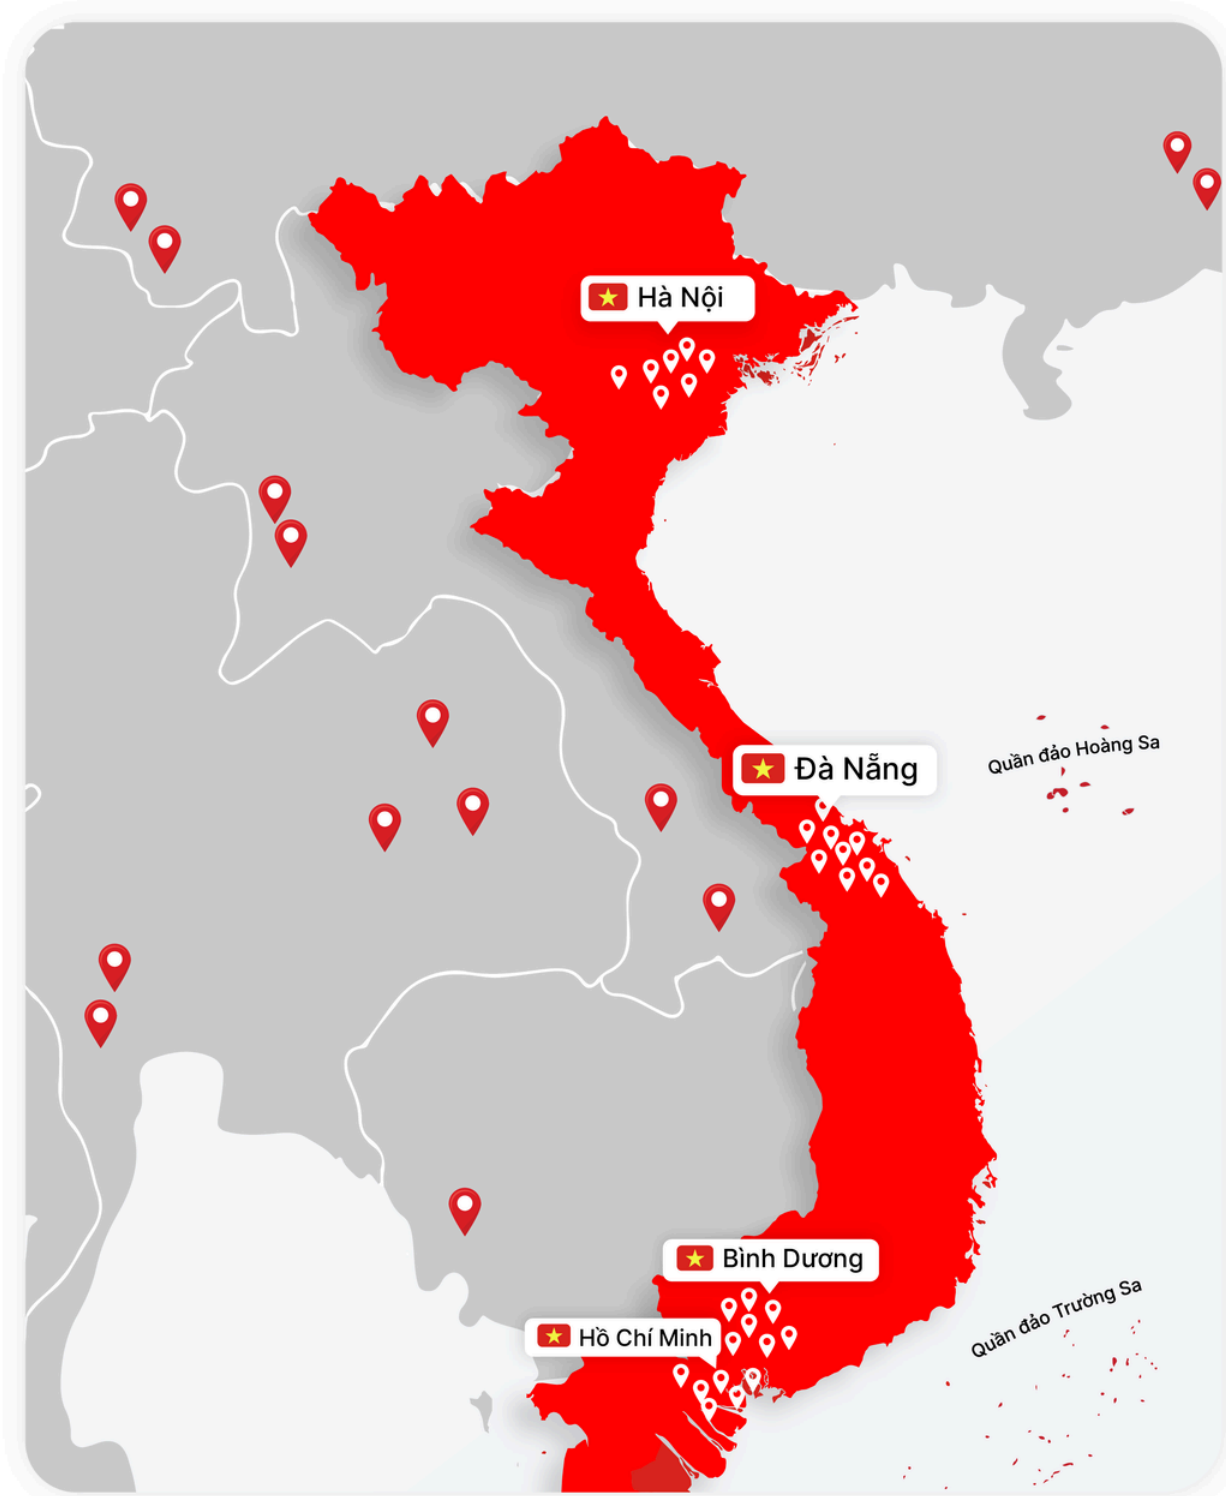 Hà Nội
Quần đảo Hoàng Sa
Đà Nẵng
Bình Dương
Quần đảo Trường Sa
Hồ Chí Minh